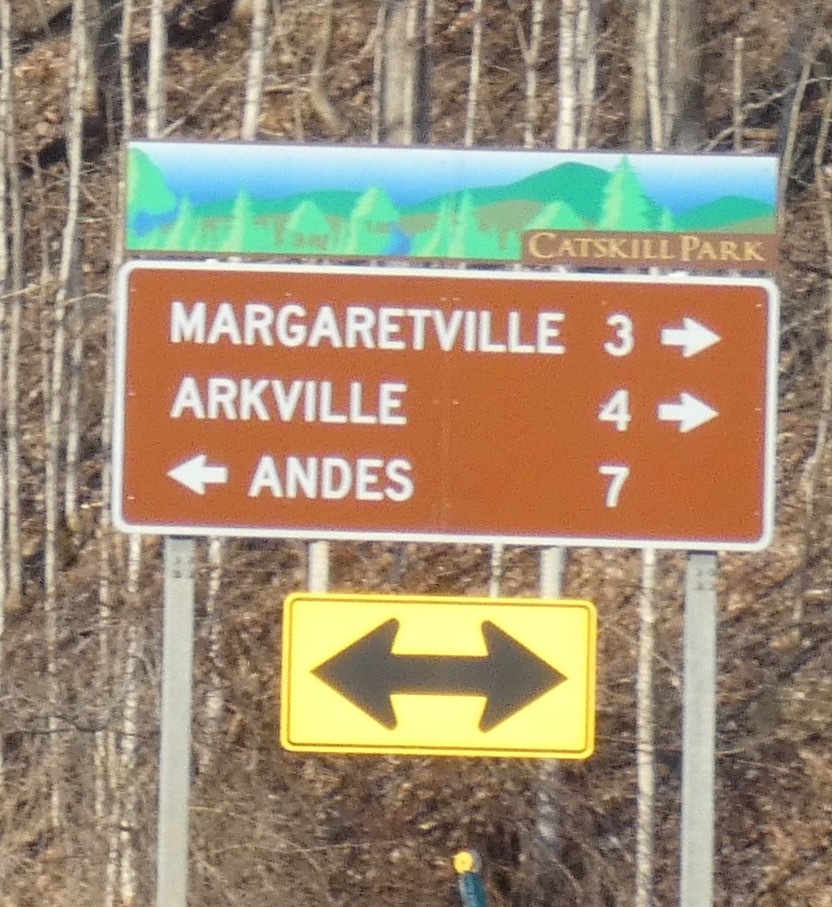 CATSKILL PARK
MARGARETVILLE 3 →
ARKVILLE 4 →
← ANDES 7